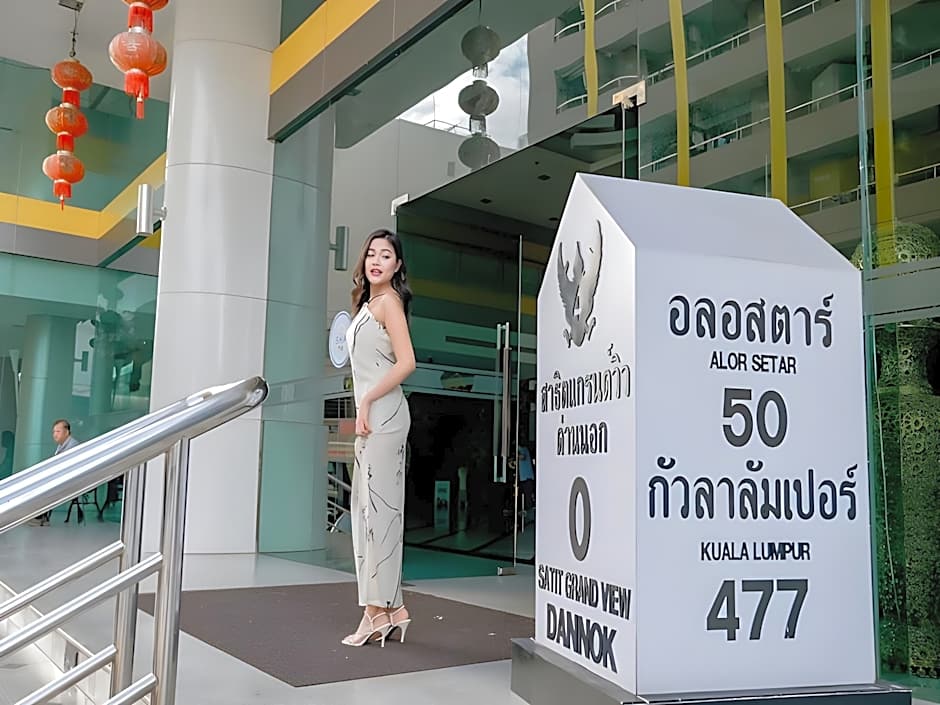 สาธิตแกรนด์วิว
ด่านนอก
0
SATIT GRAND VIEW
DANNOK
อลอสตาร์
ALOR SETAR
50
กัวลาลัมเปอร์
KUALA LUMPUR
477